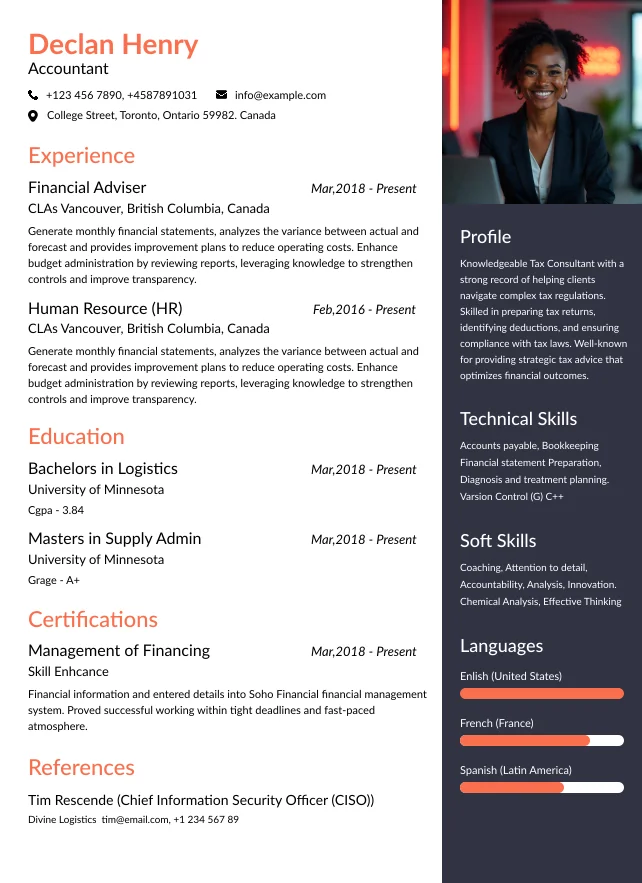 Declan Henry
Accountant
+123 456 7890, +4587891031 info@example.com
College Street, Toronto, Ontario 59982. Canada
Experience
Financial Adviser Mar,2018 - Present
CLAs Vancouver, British Columbia, Canada
Generate monthly financial statements, analyzes the variance between actual and
forecast and provides improvement plans to reduce operating costs. Enhance
budget administration by reviewing reports, leveraging knowledge to strengthen
controls and improve transparency.
Human Resource (HR) Feb,2016 - Present
CLAs Vancouver, British Columbia, Canada
Generate monthly financial statements, analyzes the variance between actual and
forecast and provides improvement plans to reduce operating costs. Enhance
budget administration by reviewing reports, leveraging knowledge to strengthen
controls and improve transparency.
Education
Bachelors in Logistics Mar,2018 - Present
University of Minnesota
Cgpa - 3.84
Masters in Supply Admin Mar,2018 - Present
University of Minnesota
Grage - A+
Certifications
Management of Financing Mar,2018 - Present
Skill Enhcance
Financial information and entered details into Soho Financial financial management
system. Proved successful working within tight deadlines and fast-paced
atmosphere.
References
Tim Rescende (Chief Information Security Officer (CISO))
Divine Logistics tim@email.com, +1 234 567 89
Profile
Knowledgeable Tax Consultant with a
strong record of helping clients
navigate complex tax regulations.
Skilled in preparing tax returns,
identifying deductions, and ensuring
compliance with tax laws. Well-known
for providing strategic tax advice that
optimizes financial outcomes.
Technical Skills
Accounts payable, Bookkeeping
Financial statement Preparation,
Diagnosis and treatment planning.
Varsion Control (G) C++
Soft Skills
Coaching, Attention to detail,
Accountability, Analysis, Innovation.
Chemical Analysis, Effective Thinking
Languages
Enlish (United States)
French (France)
Spanish (Latin America)